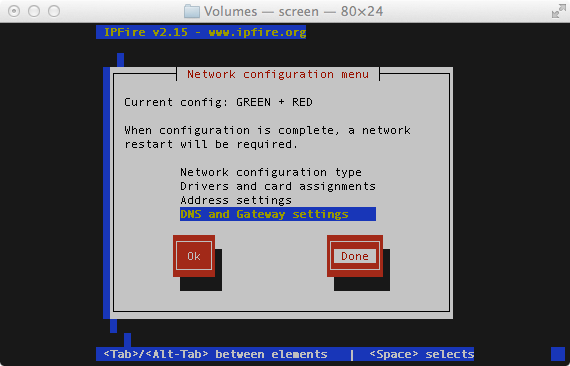 Volumes — screen — 80×24
IPFire v2.15 - www.ipfire.org
Network configuration menu
Current config: GREEN + RED
When configuration is complete, a network
restart will be required.
Network configuration type
Drivers and card assignments
Address settings
DNS and Gateway settings
Ok Done
<Tab>/<Alt-Tab> between elements | <Space> selects